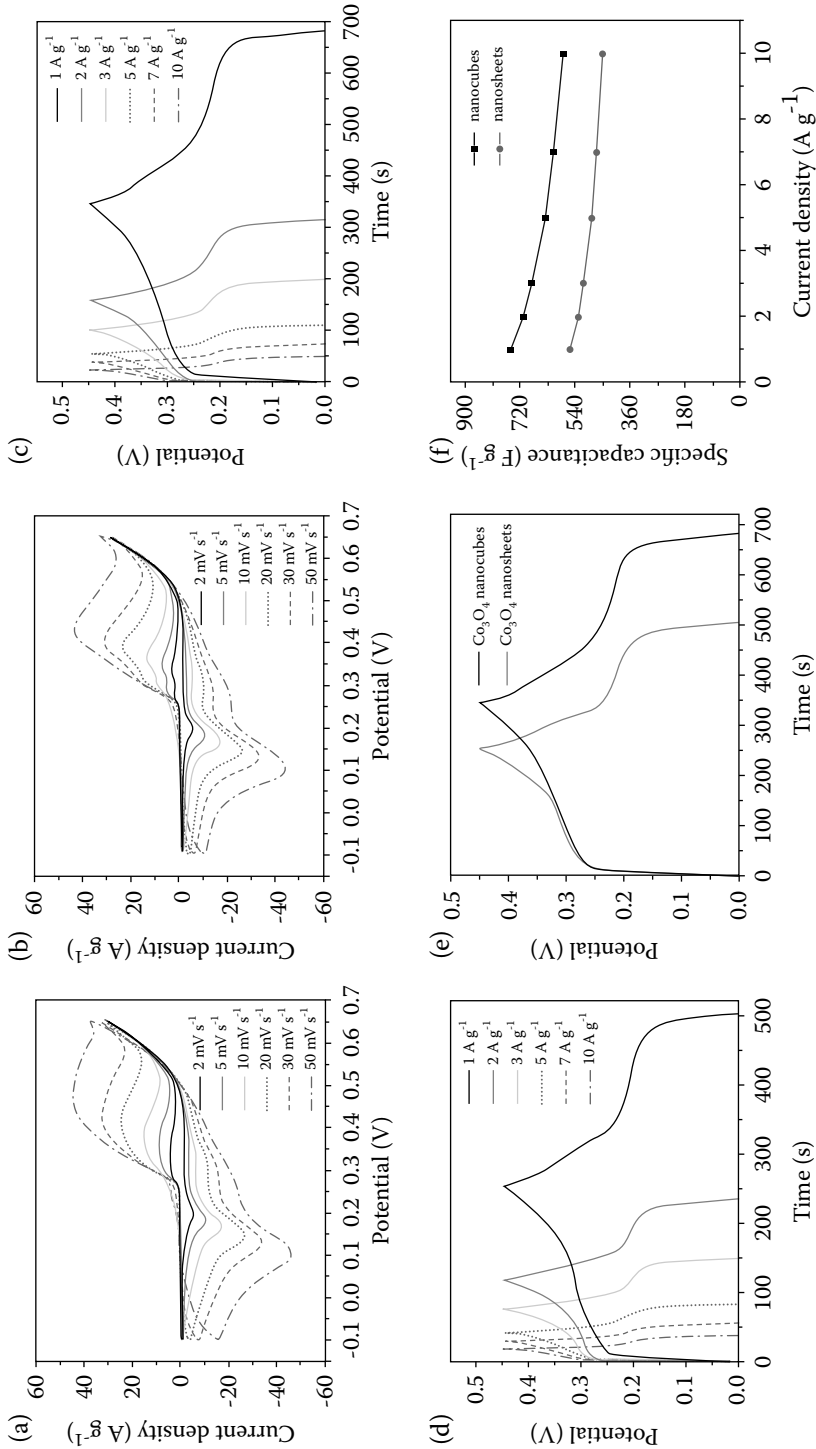 (a)
60
40
20
0
-20
-40
-60
Current density (A g-1)
-0.1 0.0 0.1 0.2 0.3 0.4 0.5 0.6 0.7
Potential (V)
2 mV s-1
5 mV s-1
10 mV s-1
20 mV s-1
30 mV s-1
50 mV s-1
(b)
60
40
20
0
-20
-40
-60
Current density (A g-1)
-0.1 0.0 0.1 0.2 0.3 0.4 0.5 0.6 0.7
Potential (V)
2 mV s-1
5 mV s-1
10 mV s-1
20 mV s-1
30 mV s-1
50 mV s-1
(c)
0.5
0.4
0.3
0.2
0.1
0.0
Potential
(V)
0 100 200 300 400 500 600 700
Time (s)
1 A g-1
2 A g-1
3 A g-1
5 A g-1
7 A g-1
10 A g-1
(d)
0.5
0.4
0.3
0.2
0.1
0.0
Potential
(V)
0 100 200 300 400 500
Time (s)
1 A g-1
2 A g-1
3 A g-1
5 A g-1
7 A g-1
10 A g-1
(e)
0.5
0.4
0.3
0.2
0.1
0.0
Potential
(V)
0 100 200 300 400 500 600 700
Time (s)
Co3O4 nanocubes
Co3O4 nanosheets
(f)
900
720
540
360
180
0
Specific capacitance (F g-1)
0 2 4 6 8 10
Current density (A g-1)
nanocubes
nanosheets